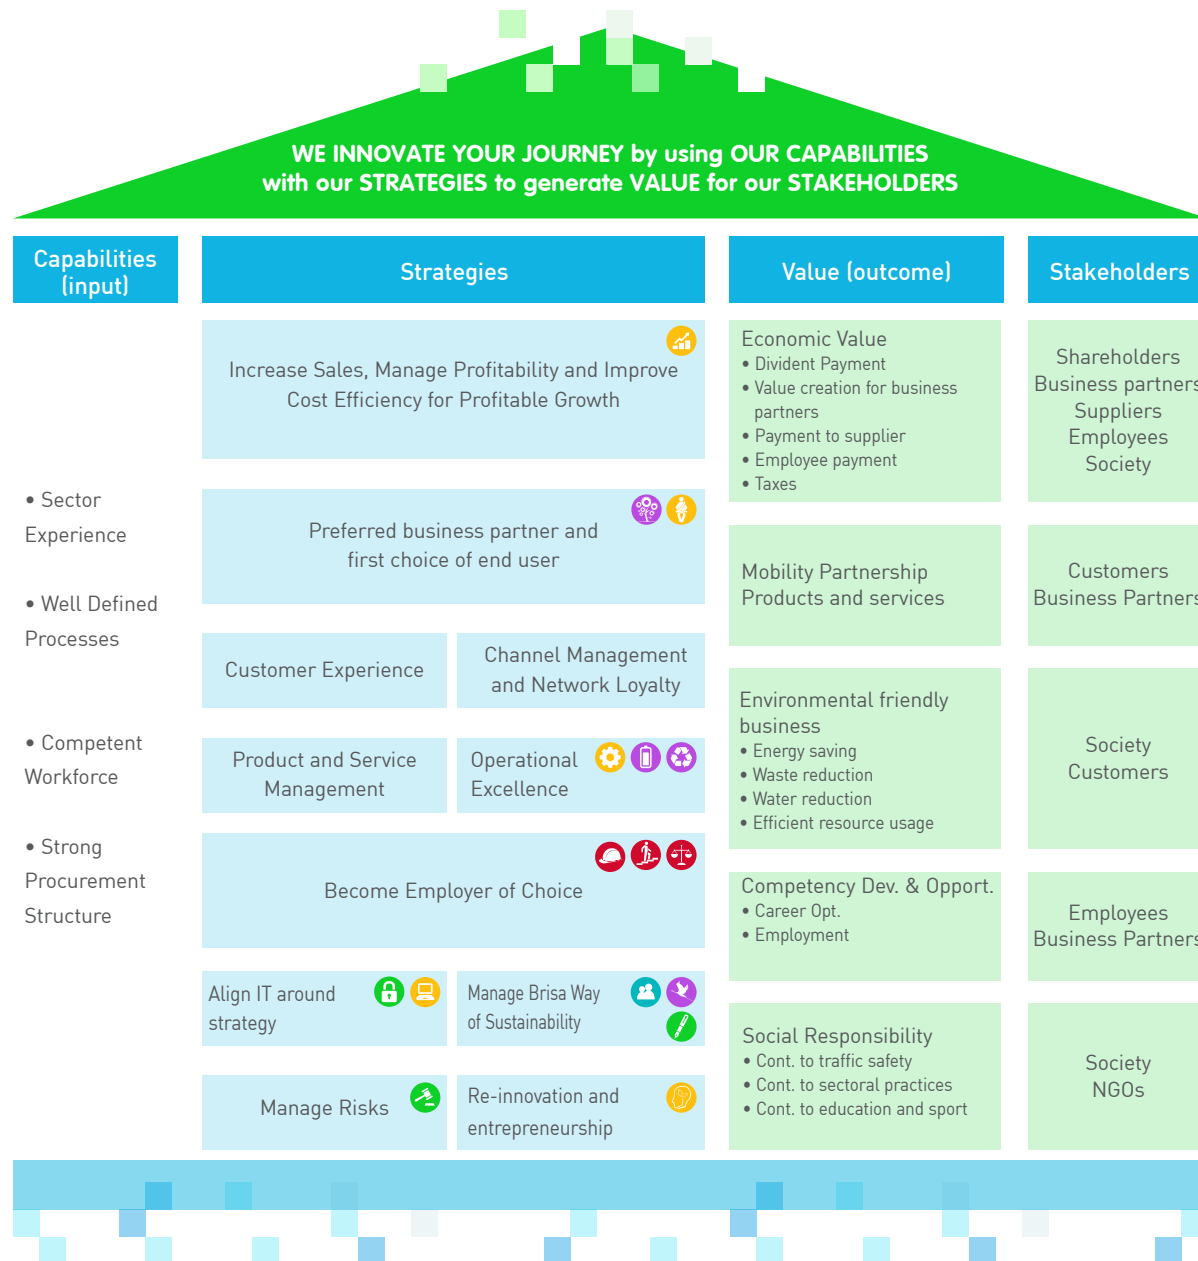 WE INNOVATE YOUR JOURNEY by using OUR CAPABILITIES
with our STRATEGIES to generate VALUE for our STAKEHOLDERS
Capabilities
(input)
• Sector
Experience
• Well Defined
Processes
• Competent
Workforce
• Strong
Procurement
Structure
Strategies
Increase Sales, Manage Profitability and Improve
Cost Efficiency for Profitable Growth
Preferred business partner and
first choice of end user
Customer Experience
Channel Management
and Network Loyalty
Product and Service
Management
Operational
Excellence
Become Employer of Choice
Align IT around
strategy
Manage Brisa Way
of Sustainability
Manage Risks
Re-innovation and
entrepreneurship
Value (outcome)
Economic Value
• Divident Payment
• Value creation for business
partners
• Payment to supplier
• Employee payment
• Taxes
Mobility Partnership
Products and services
Environmental friendly
business
• Energy saving
• Waste reduction
• Water reduction
• Efficient resource usage
Competency Dev. & Opport.
• Career Opt.
• Employment
Social Responsibility
• Cont. to traffic safety
• Cont. to sectoral practices
• Cont. to education and sport
Stakeholders
Shareholders
Business partners
Suppliers
Employees
Society
Customers
Business Partners
Society
Customers
Employees
Business Partners
Society
NGOs